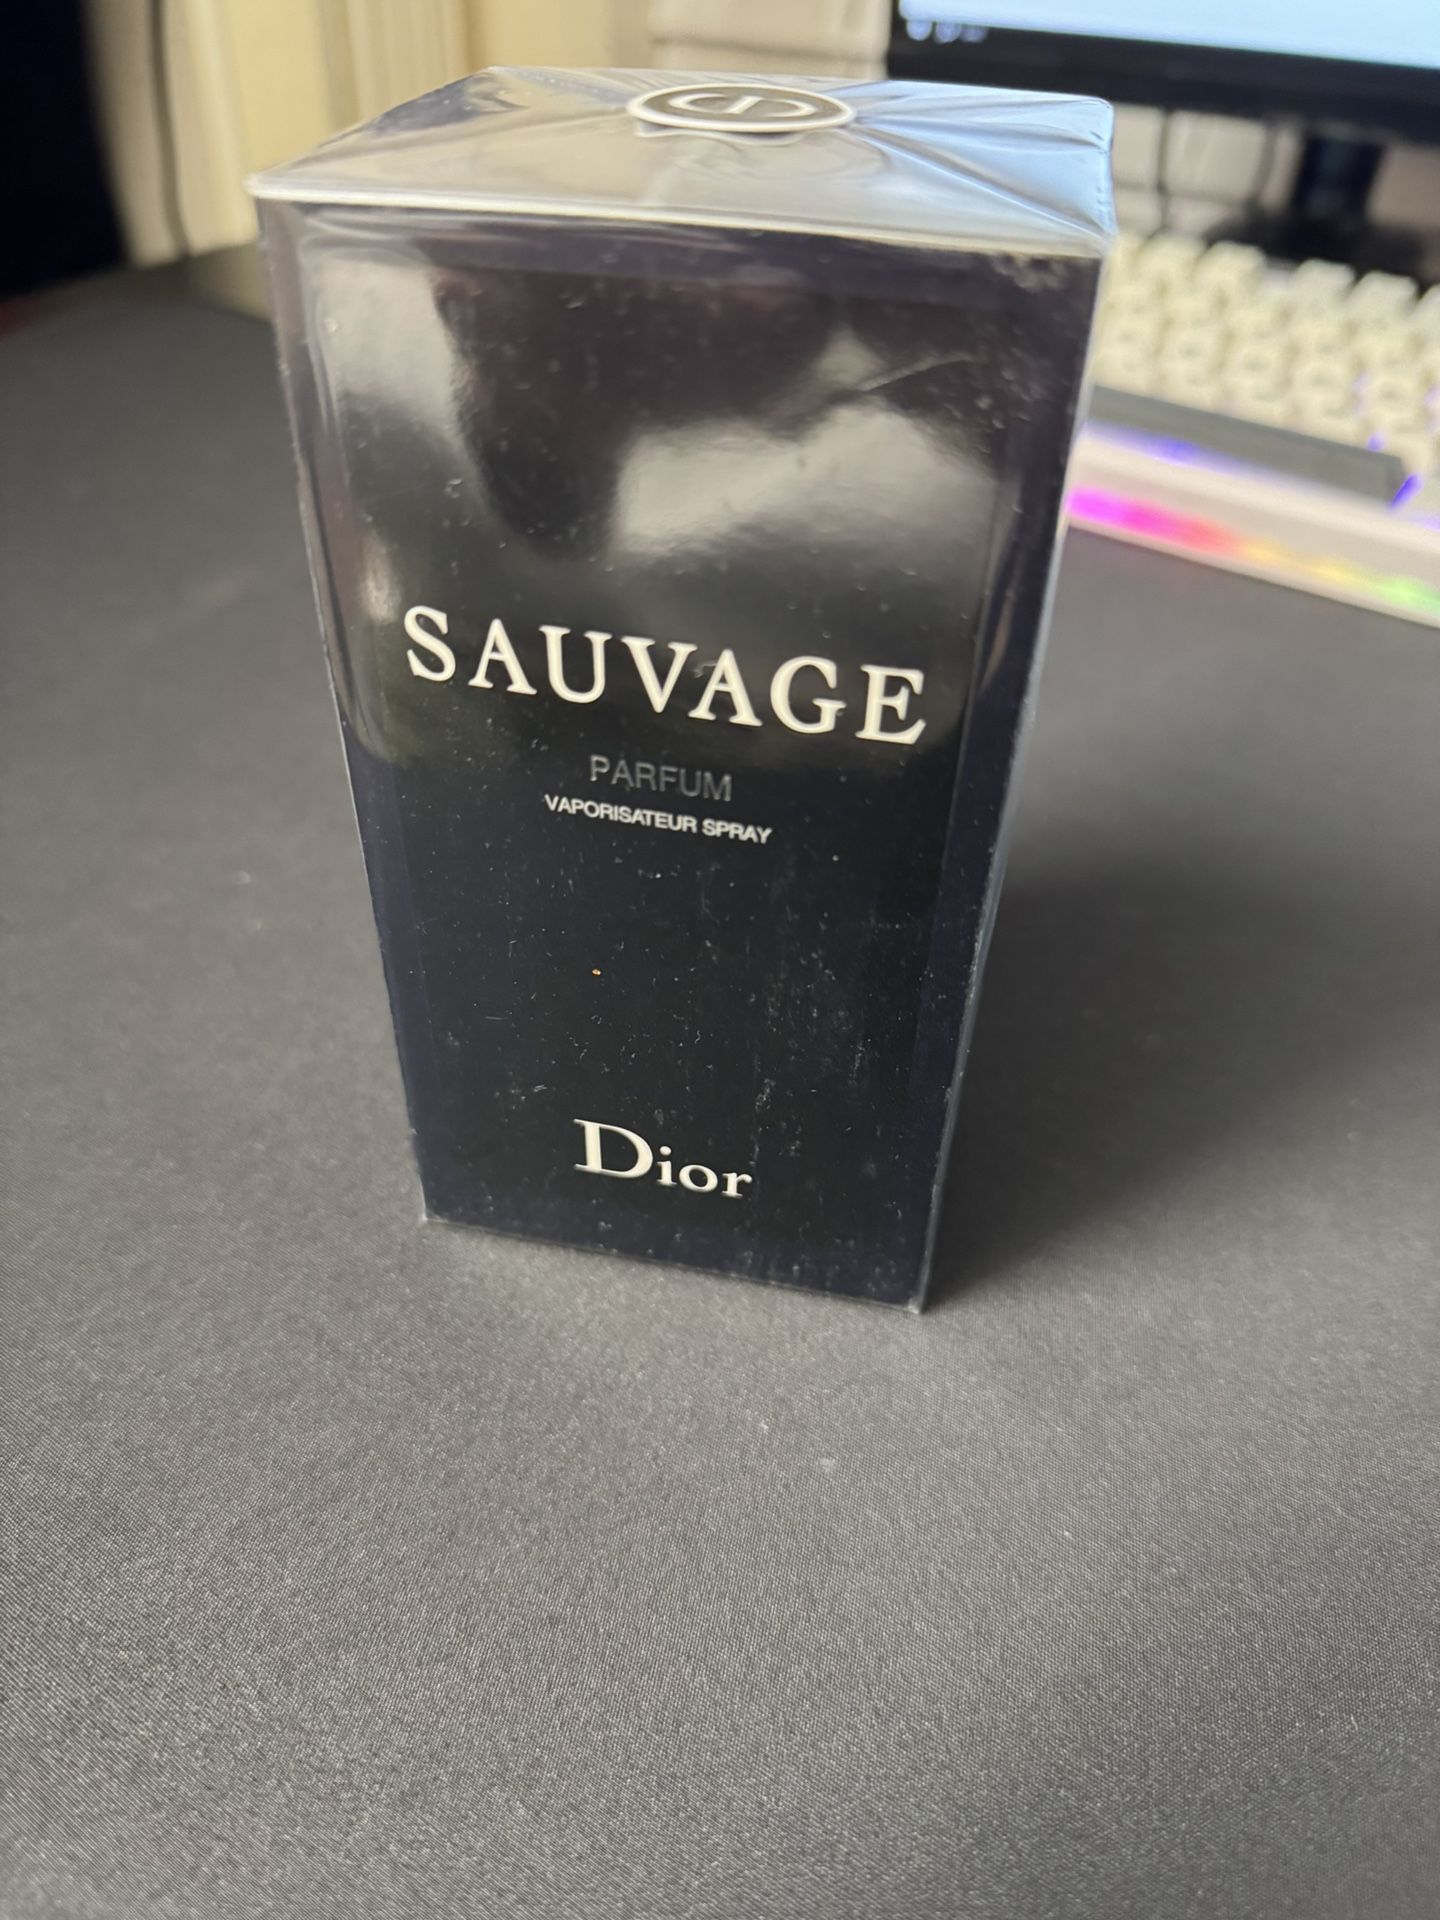 CD
SAUVAGE
PARFUM
VAPORISATEUR SPRAY
Dior